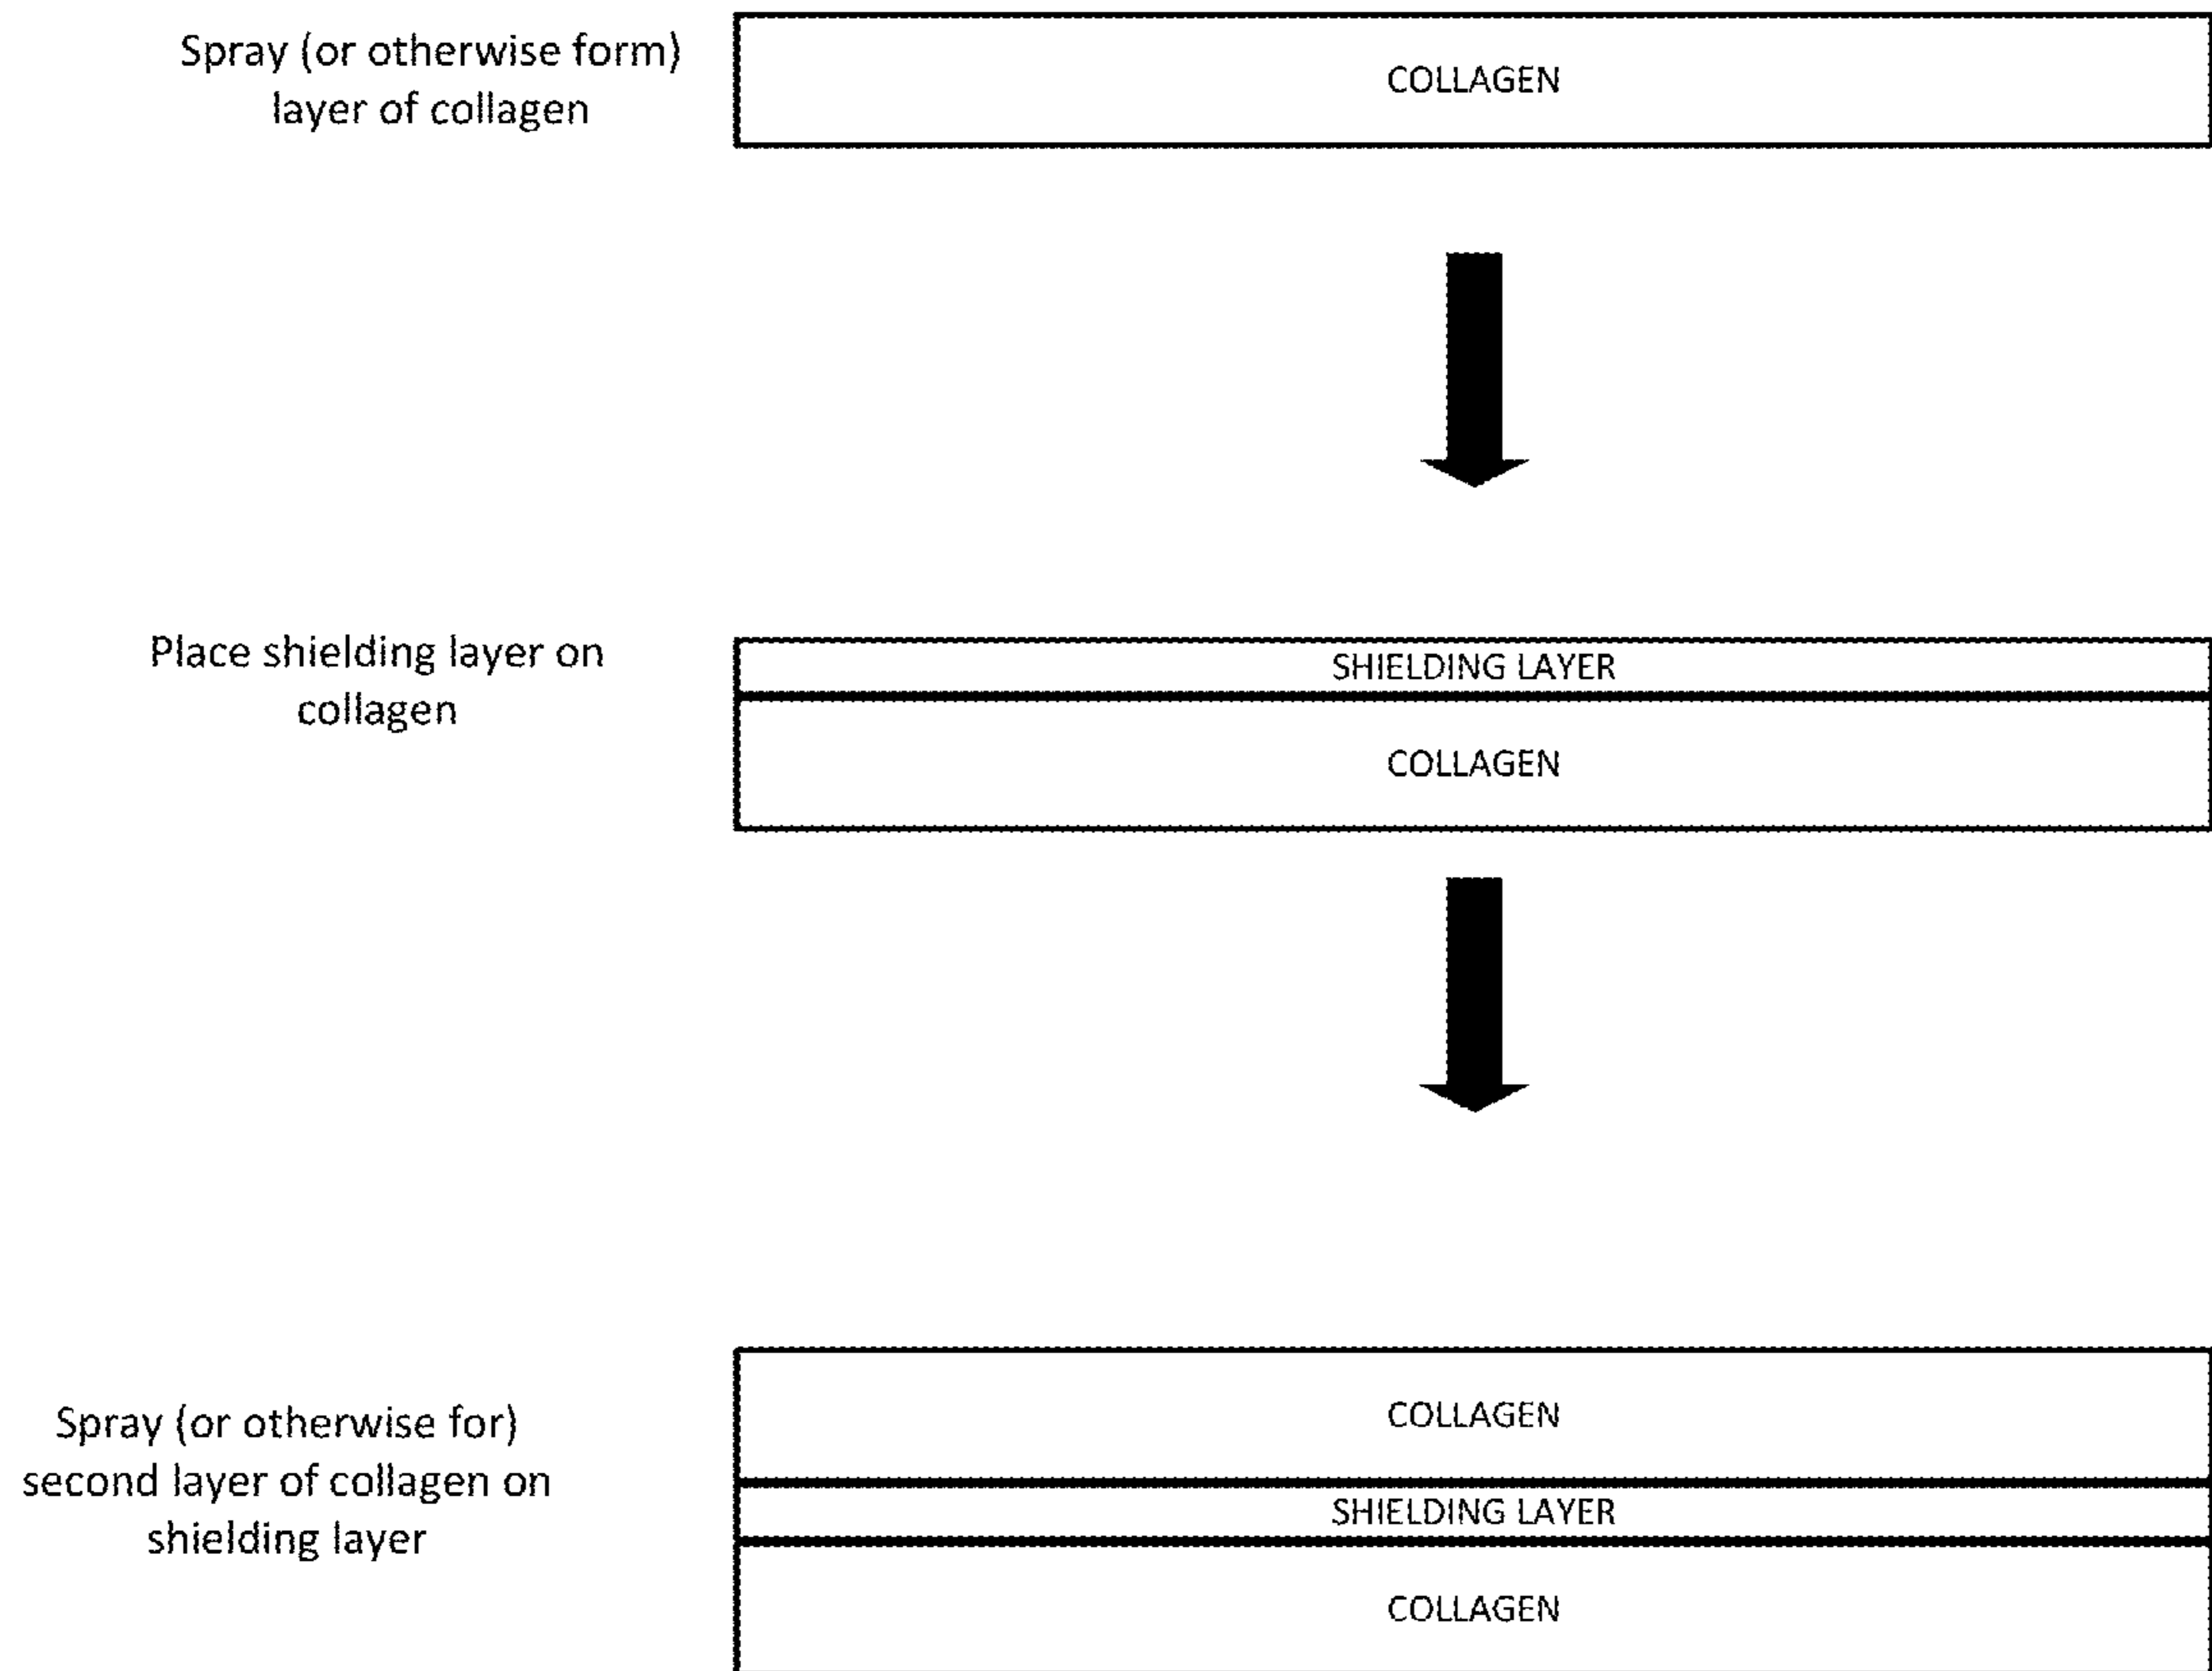 Spray (or otherwise form)
layer of collagen
COLLAGEN
Place shielding layer on
collagen
SHIELDING LAYER
COLLAGEN
Spray (or otherwise for)
second layer of collagen on
shielding layer
COLLAGEN
SHIELDING LAYER
COLLAGEN